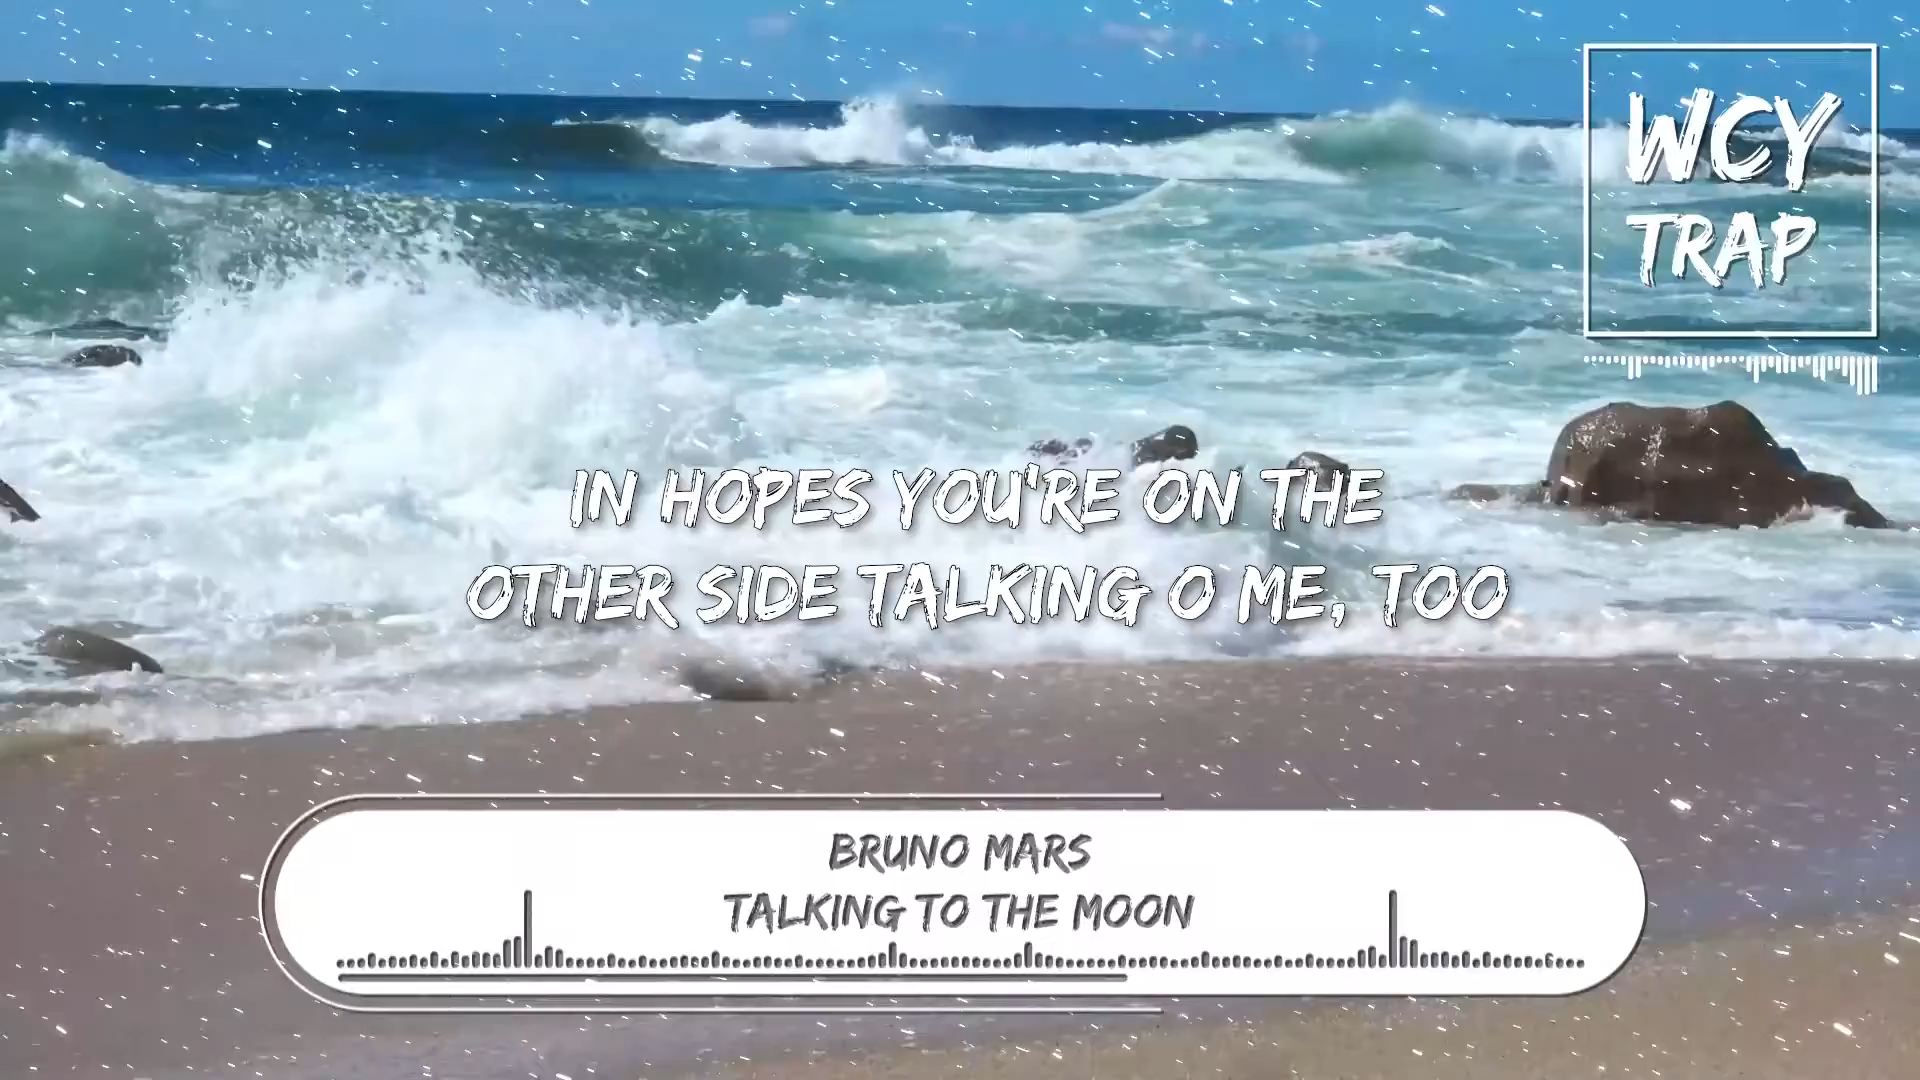 WCY
TRAP
IN HOPES YOU'RE ON THE
OTHER SIDE TALKING O ME, TOO
BRUNO MARS
TALKING TO THE MOON